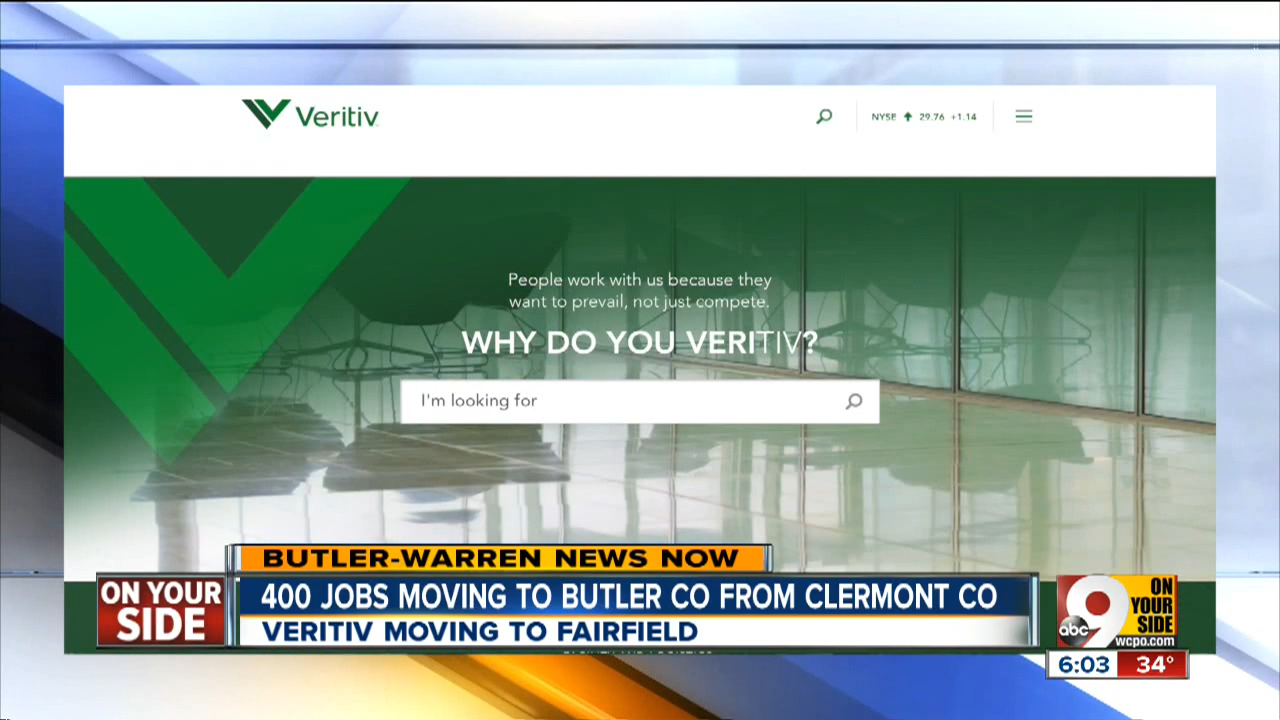 Veritiv
NYSE 29.76 +1.14
People work with us because they
want to prevail, not just compete.
WHY DO YOU VERITIV?
I'm looking for
BUTLER-WARREN NEWS NOW
ON YOUR
SIDE
400 JOBS MOVING TO BUTLER CO FROM CLERMONT CO
VERITIV MOVING TO FAIRFIELD
abc 9
ON
YOUR
SIDE
wcpo.com
6:03 34°